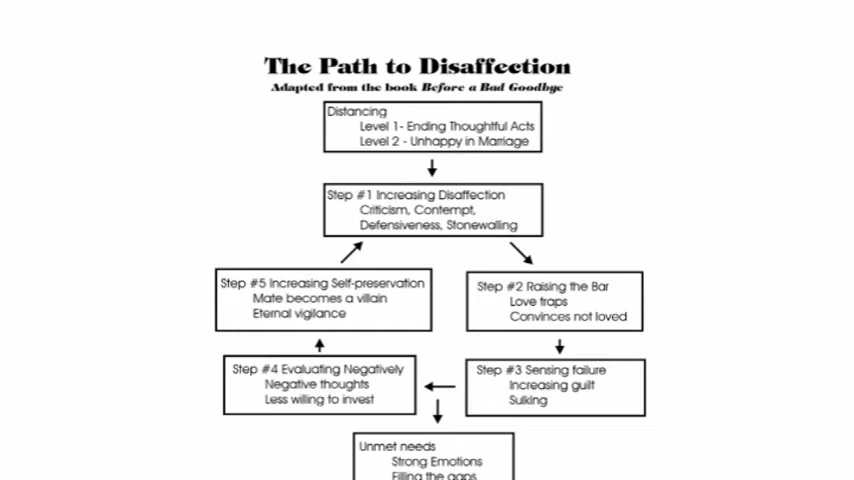 The Path to Disaffection
Adapted from the book Before a Bad Goodbye
Distancing
Level 1- Ending Thoughtful Acts
Level 2 - Unhappy in Marriage
Step #1 Increasing Disaffection
Criticism, Contempt,
Defensiveness, Stonewalling
Step #2 Raising the Bar
Love traps
Convinces not loved
Step #3 Sensing failure
Increasing guilt
Sulking
Step #4 Evaluating Negatively
Negative thoughts
Less willing to invest
Step #5 Increasing Self-preservation
Mate becomes a villain
Eternal vigilance
Unmet needs
Strong Emotions
Filling the gaps